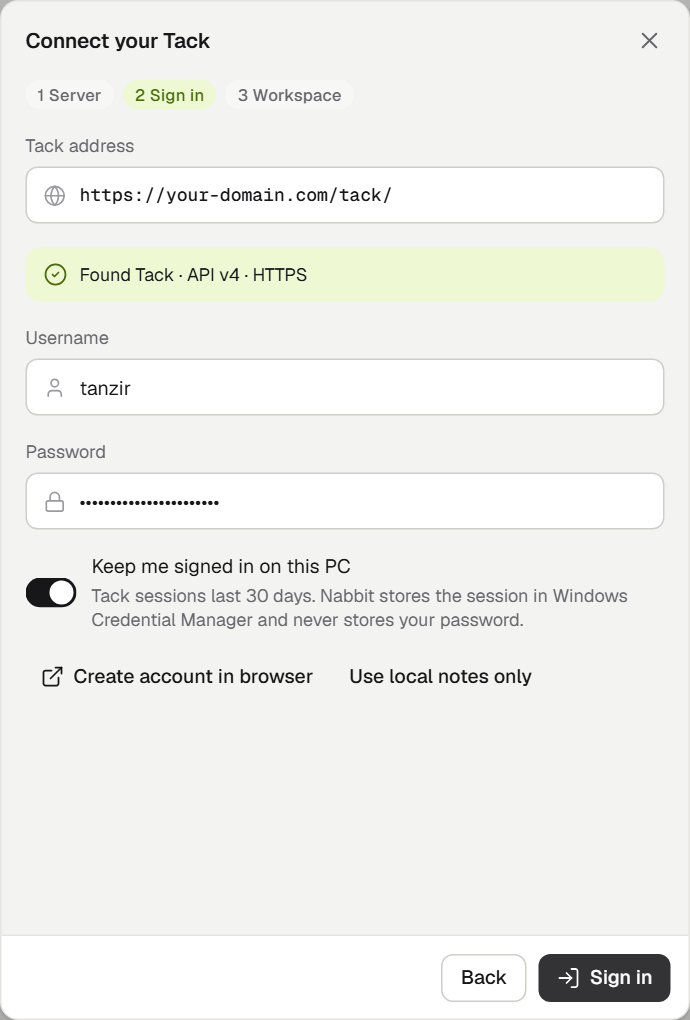 Connect your Tack
1 Server
2 Sign in
3 Workspace
Tack address
https://your-domain.com/tack/
Found Tack · API v4 · HTTPS
Username
tanzir
Password
•••••••••••••••••••••••
Keep me signed in on this PC
Tack sessions last 30 days. Nabbit stores the session in Windows
Credential Manager and never stores your password.
Create account in browser
Use local notes only
Back
Sign in